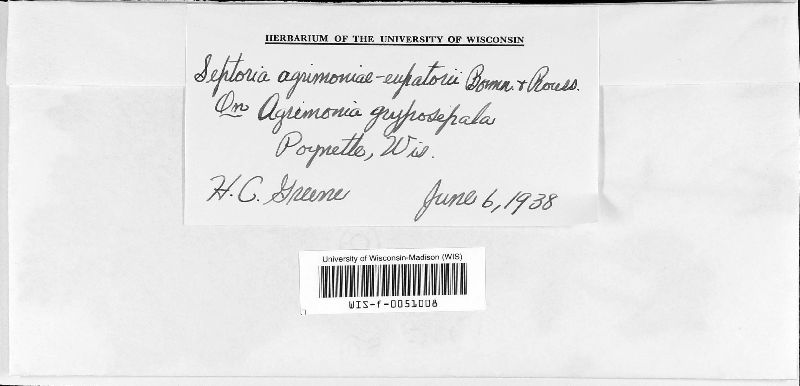 HERBARIUM OF THE UNIVERSITY OF WISCONSIN
Septoria agrimoniae-eupatorii Bomm. & Rouss.
On Agrimonia gryposepala
Poynette, Wis.
H. C. Greene June 6, 1938
University of Wisconsin-Madison (WIS)
WIS-f-0051008